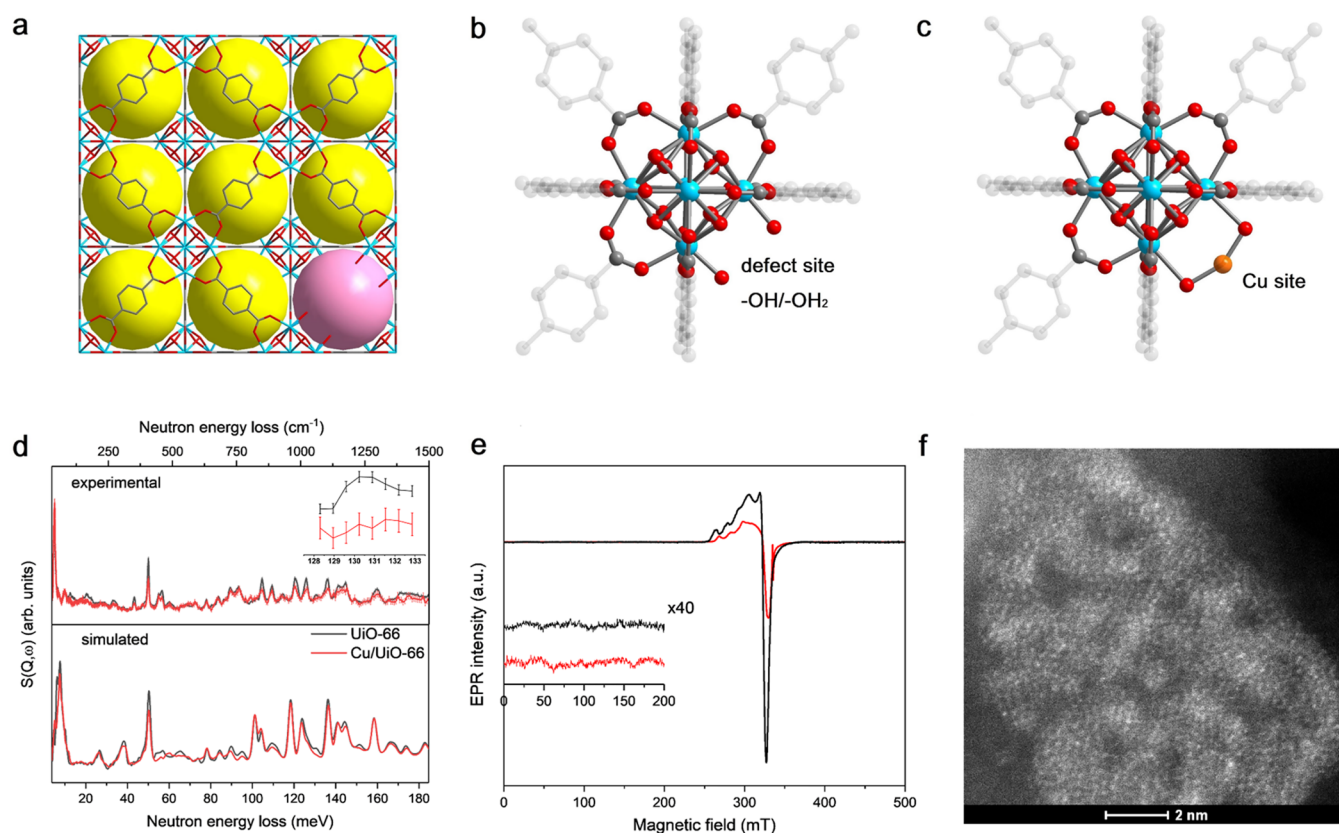 a
b
c
defect site
-OH/-OH₂
Cu site
d
Neutron energy loss (cm⁻¹)
250 500 750 1000 1250 1500
experimental
128 129 130 131 132 133
S(Q,ω) (arb. units)
simulated
UiO-66
Cu/UiO-66
20 40 60 80 100 120 140 160 180
Neutron energy loss (meV)
e
EPR intensity (a.u.)
x40
0 50 100 150 200
0 100 200 300 400 500
Magnetic field (mT)
f
2 nm